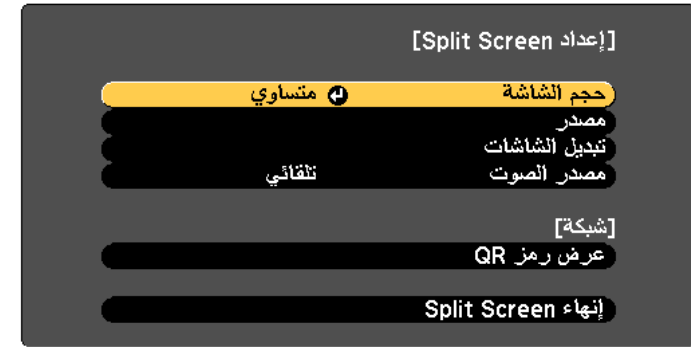 [إعداد Split Screen]
حجم الشاشة متساوي
مصدر
تبديل الشاشات
مصدر الصوت تلقائي
[شبكة]
عرض رمز QR
إنهاء Split Screen